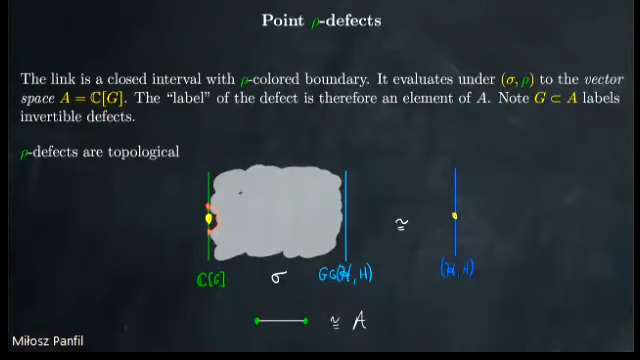 Point ρ-defects
The link is a closed interval with ρ-colored boundary. It evaluates under (σ, ρ) to the vector
space A = ℂ[G]. The “label” of the defect is therefore an element of A. Note G ⊂ A labels
invertible defects.
ρ-defects are topological
≅
ℂ[G] σ GG(ℋ, H) (ℋ, H)
≅ A
Miłosz Panfil